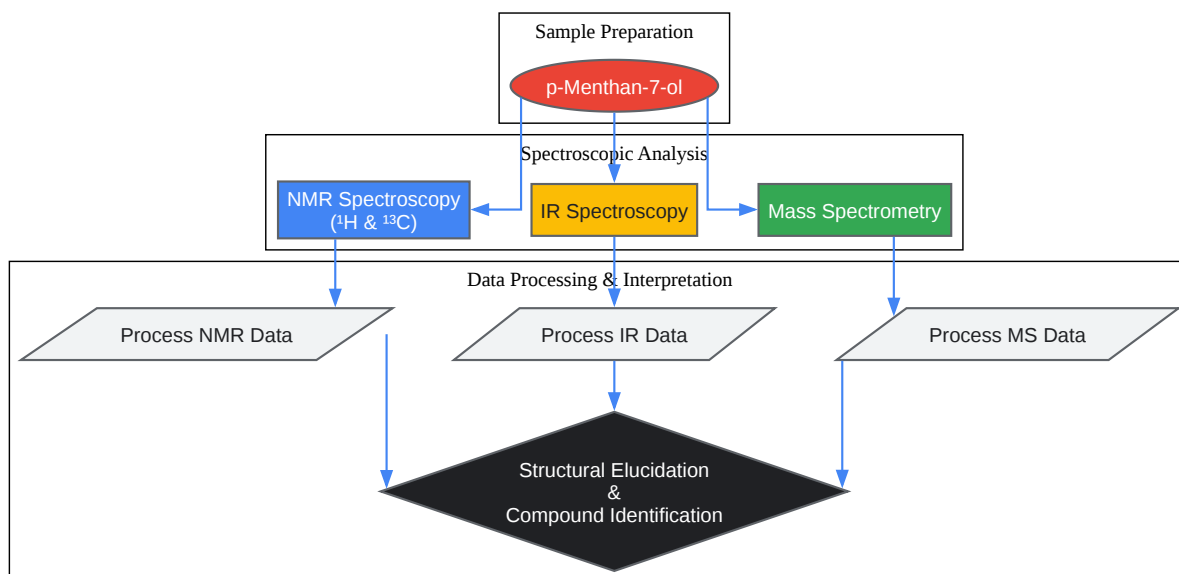 Sample Preparation
p-Menthan-7-ol
Spectroscopic Analysis
NMR Spectroscopy
(¹H & ¹³C)
IR Spectroscopy
Mass Spectrometry
Data Processing & Interpretation
Process NMR Data
Process IR Data
Process MS Data
Structural Elucidation
&
Compound Identification